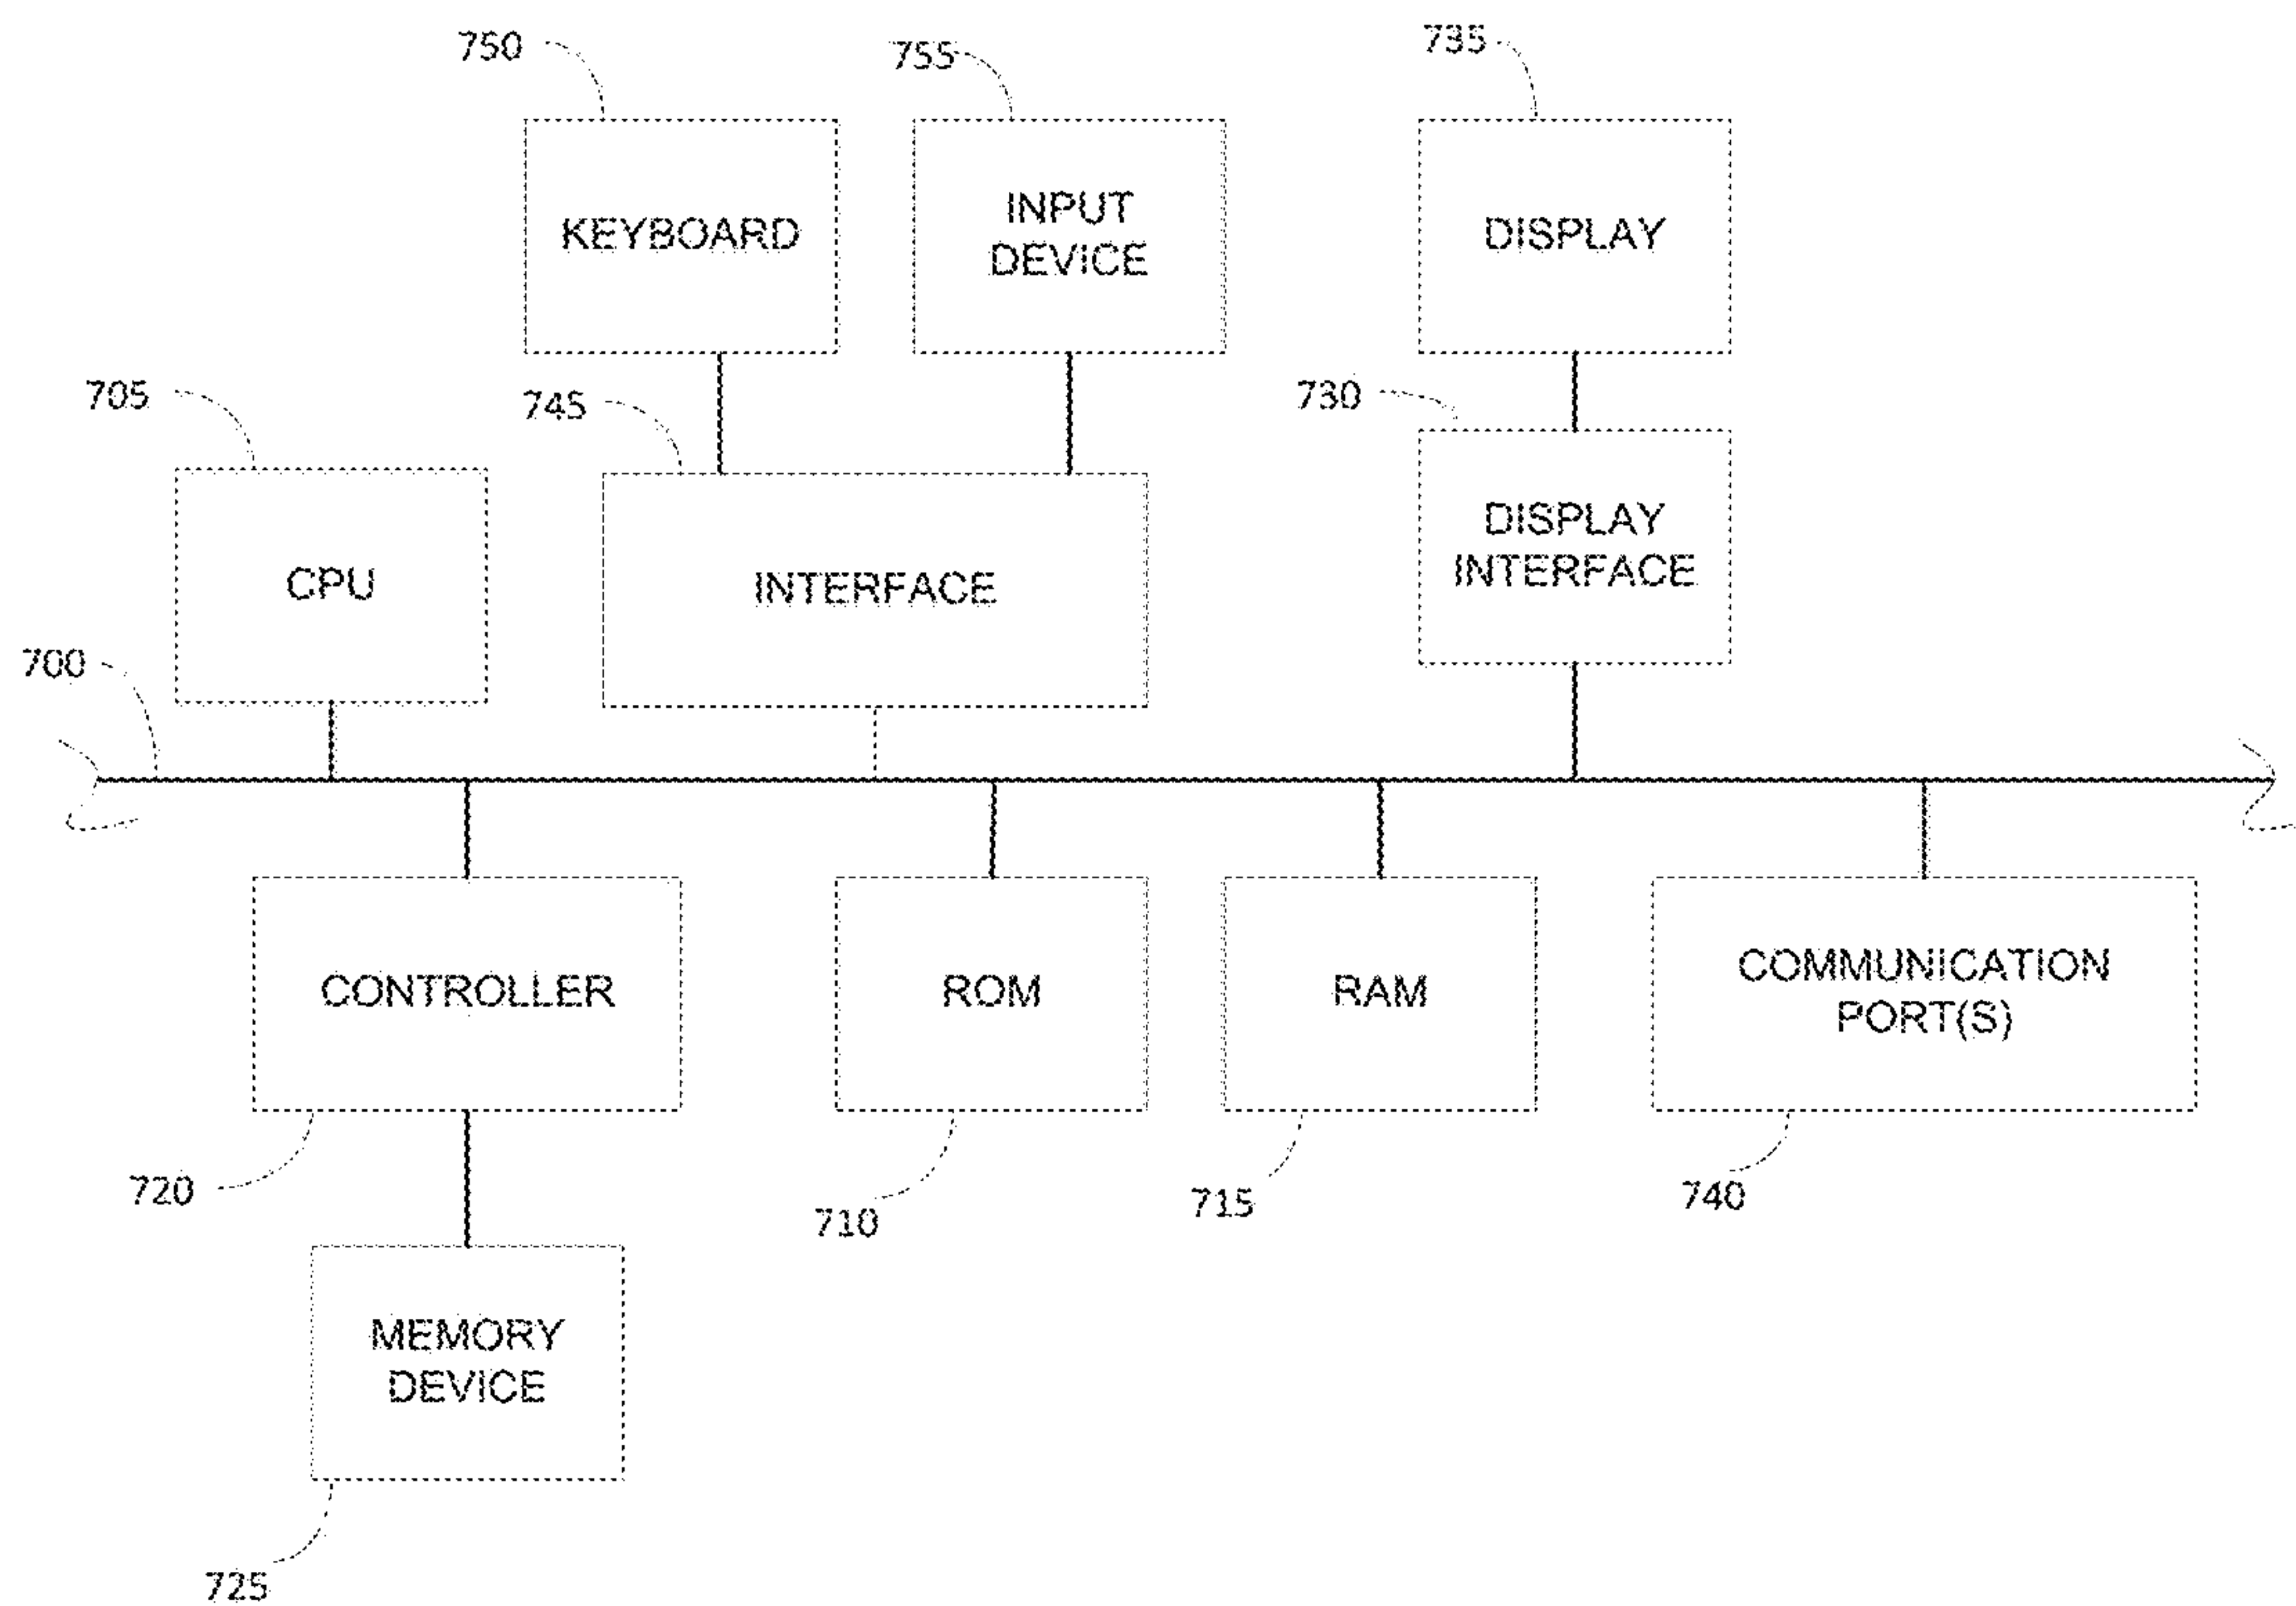 750
755
735
KEYBOARD
INPUT
DEVICE
DISPLAY
705
745
730
CPU
INTERFACE
DISPLAY
INTERFACE
700
CONTROLLER
ROM
RAM
COMMUNICATION
PORT(S)
720
710
715
740
MEMORY
DEVICE
725